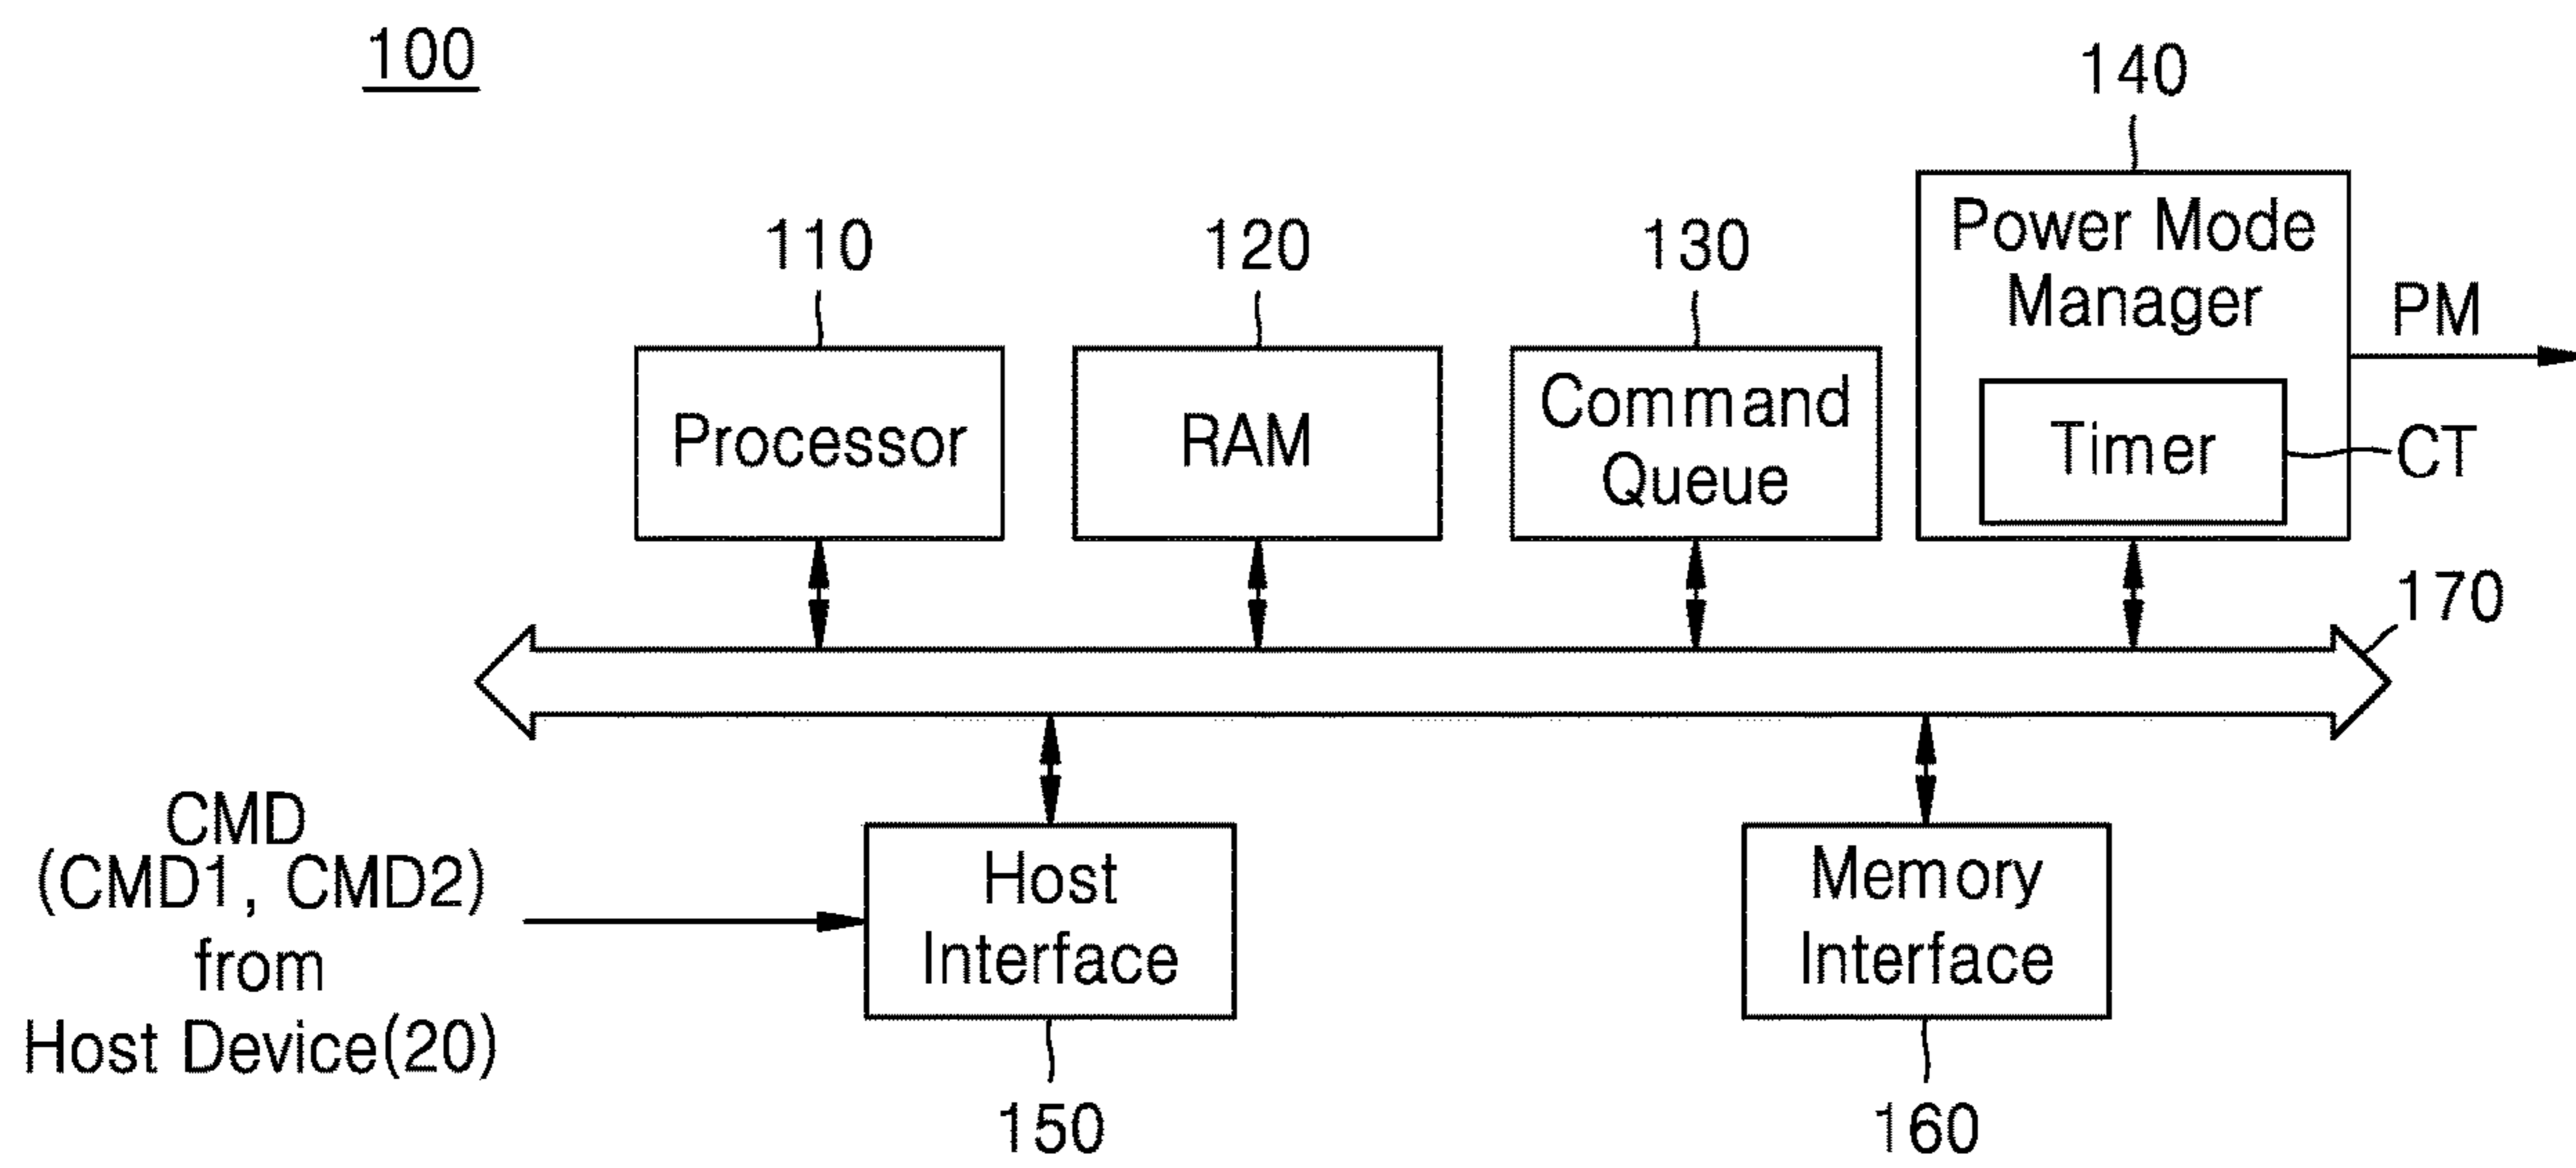 100
140
110
120
130
Power Mode
Manager
PM
Processor
RAM
Command
Queue
Timer
CT
170
CMD
(CMD1, CMD2)
from
Host Device(20)
Host
Interface
Memory
Interface
150
160